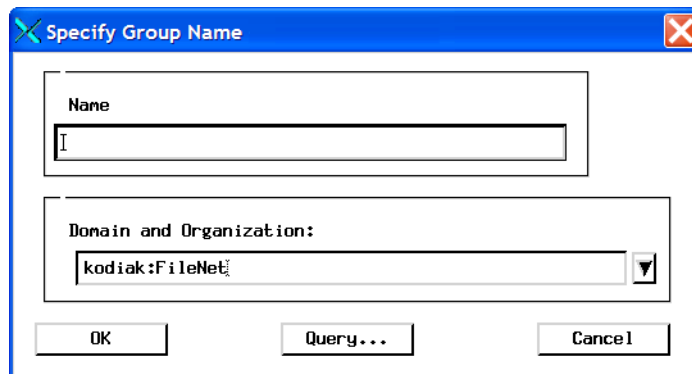 Specify Group Name
Name
Domain and Organization:
kodiak:FileNet
OK Query... Cancel